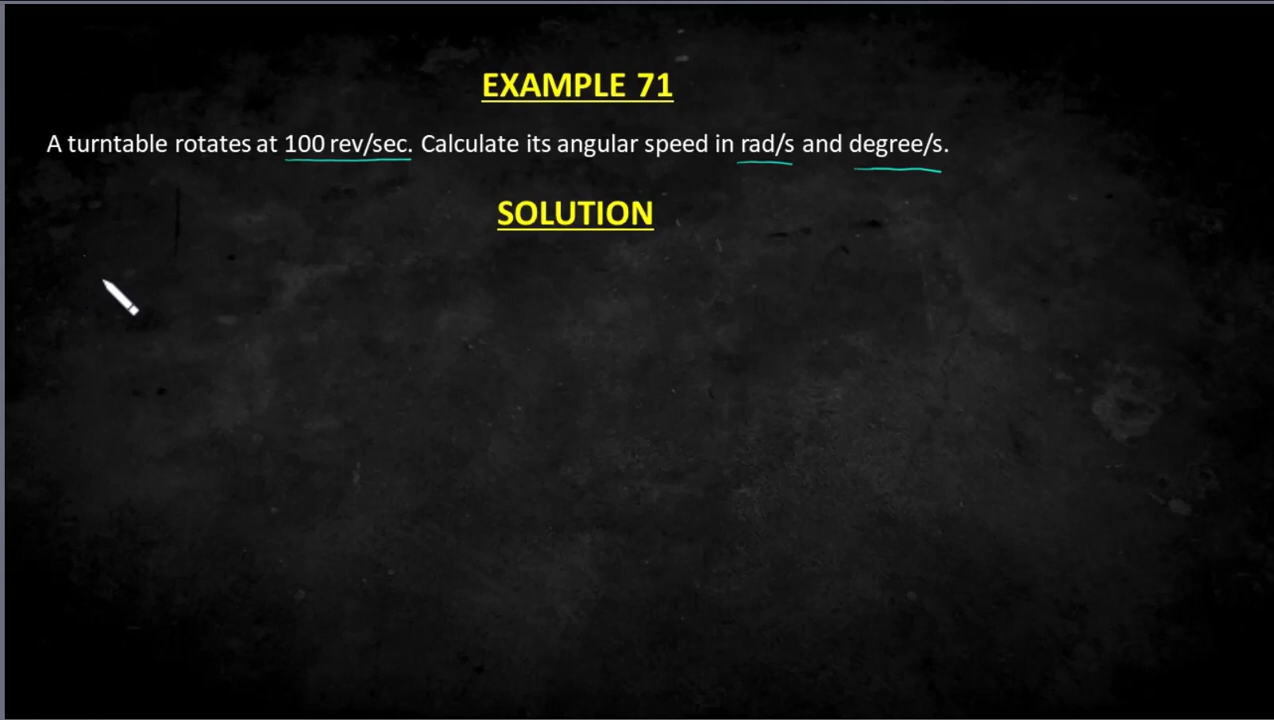 EXAMPLE 71
A turntable rotates at 100 rev/sec. Calculate its angular speed in rad/s and degree/s.
SOLUTION